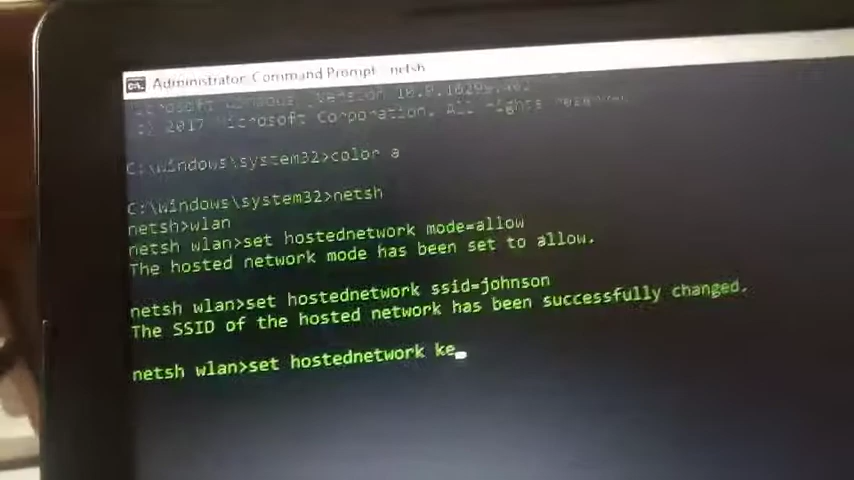 Administrator: Command Prompt - netsh
Microsoft Windows [Version 10.0.16299.
(c) 2017 Microsoft Corporation. All rights reserved.
C:\Windows\system32>color a
C:\Windows\system32>netsh
netsh>wlan
netsh wlan>set hostednetwork mode=allow
The hosted network mode has been set to allow.
netsh wlan>set hostednetwork ssid=johnson
The SSID of the hosted network has been successfully changed.
netsh wlan>set hostednetwork ke